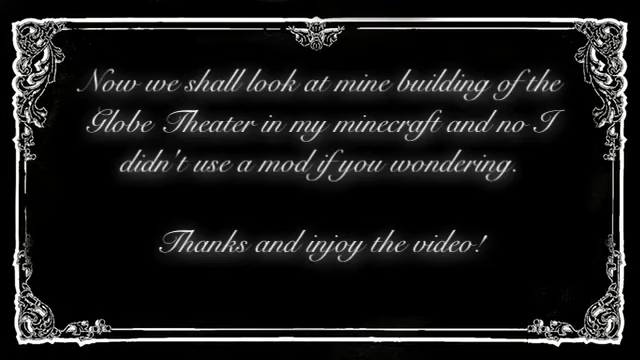 Now we shall look at mine building of the
Globe Theater in my minecraft and no I
didn't use a mod if you wondering.
Thanks and injoy the video!